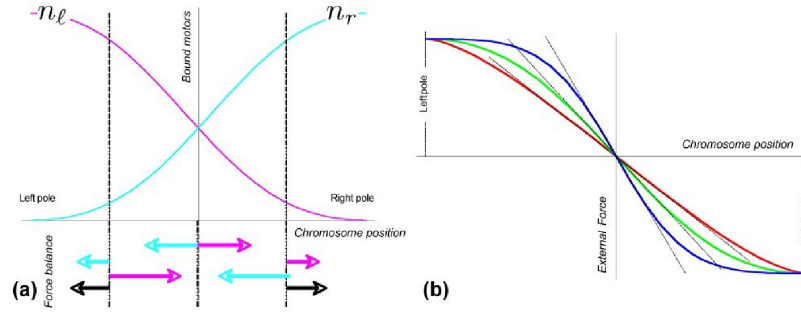 n_ℓ
n_r
Bound motors
Left pole
Right pole
Chromosome position
Force balance
(a)
Left pole
Chromosome position
External Force
(b)